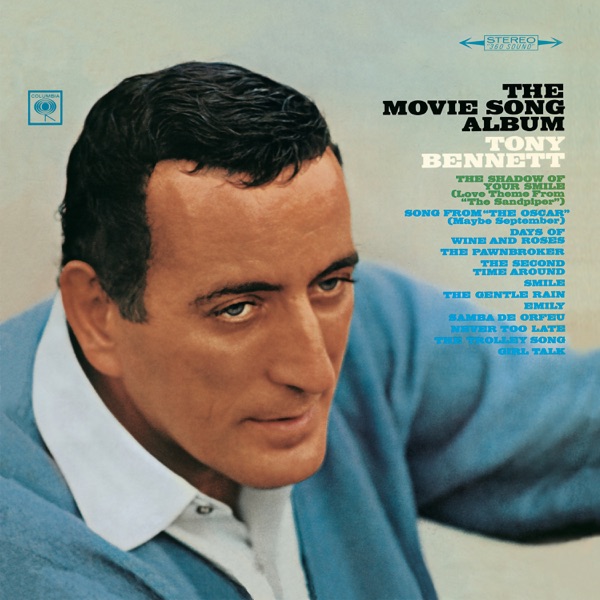 STEREO
"360 SOUND"
COLUMBIA
THE
MOVIE SONG
ALBUM
TONY
BENNETT
THE SHADOW OF
YOUR SMILE
(Love Theme From
"The Sandpiper")
SONG FROM "THE OSCAR"
(Maybe September)
DAYS OF
WINE AND ROSES
THE PAWNBROKER
THE SECOND
TIME AROUND
SMILE
THE GENTLE RAIN
EMILY
SAMBA DE ORFEU
NEVER TOO LATE
THE TROLLEY SONG
GIRL TALK